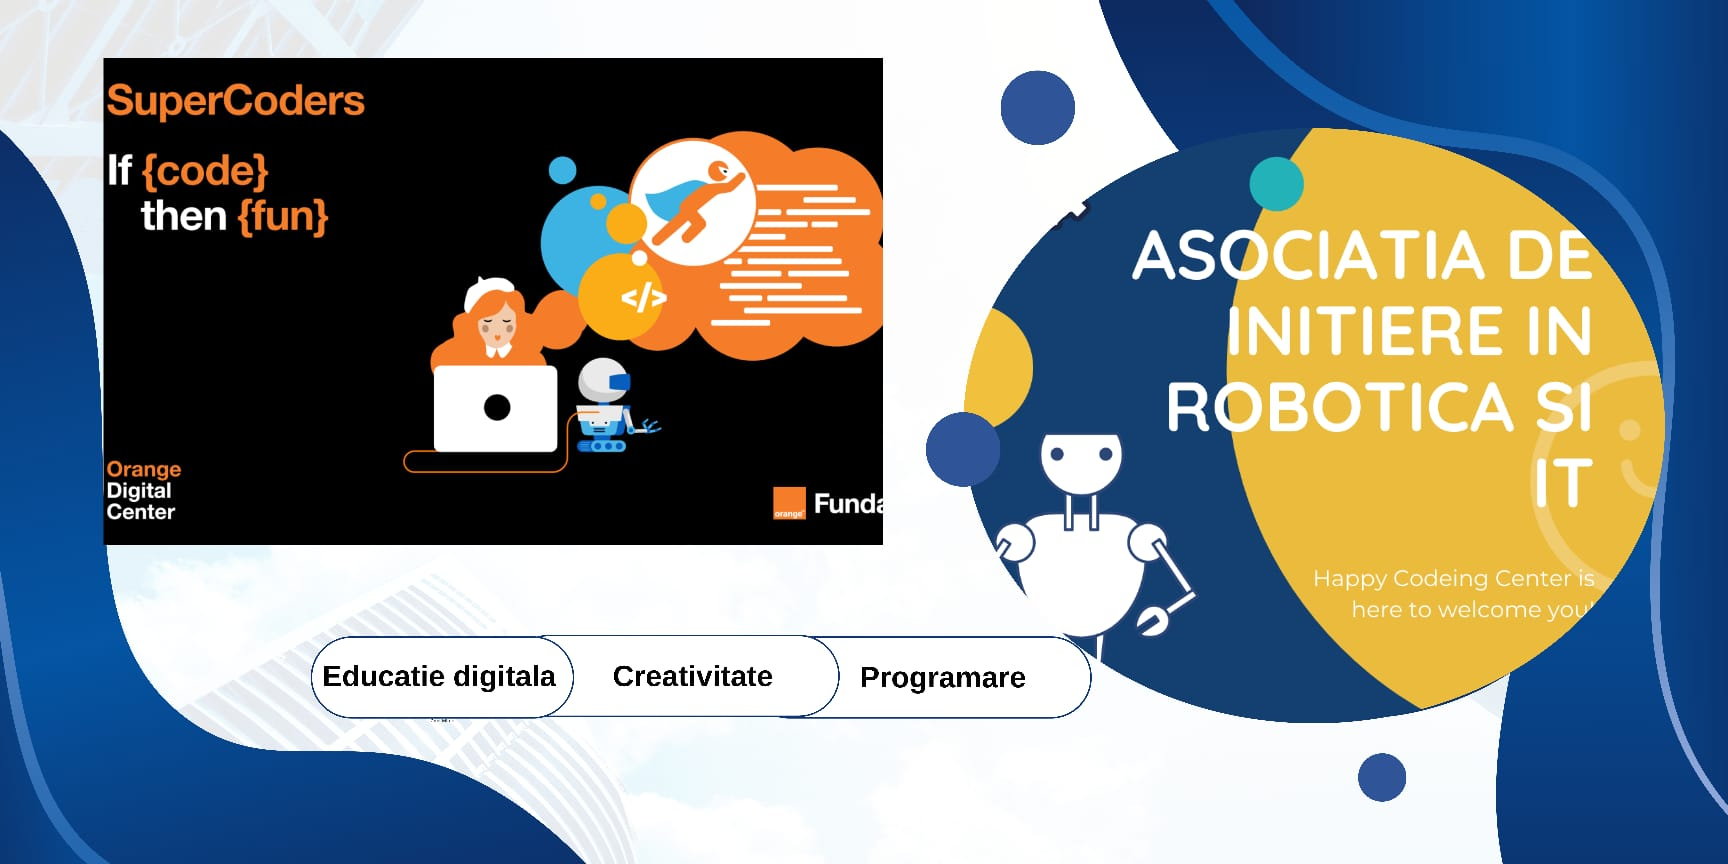 SuperCoders
If {code}
then {fun}
</>
Orange
Digital
Center
orange
Funda
ASOCIATIA DE
INITIERE IN
ROBOTICA SI
IT
Happy Codeing Center is
here to welcome you!
Educatie digitala
Creativitate
Programare